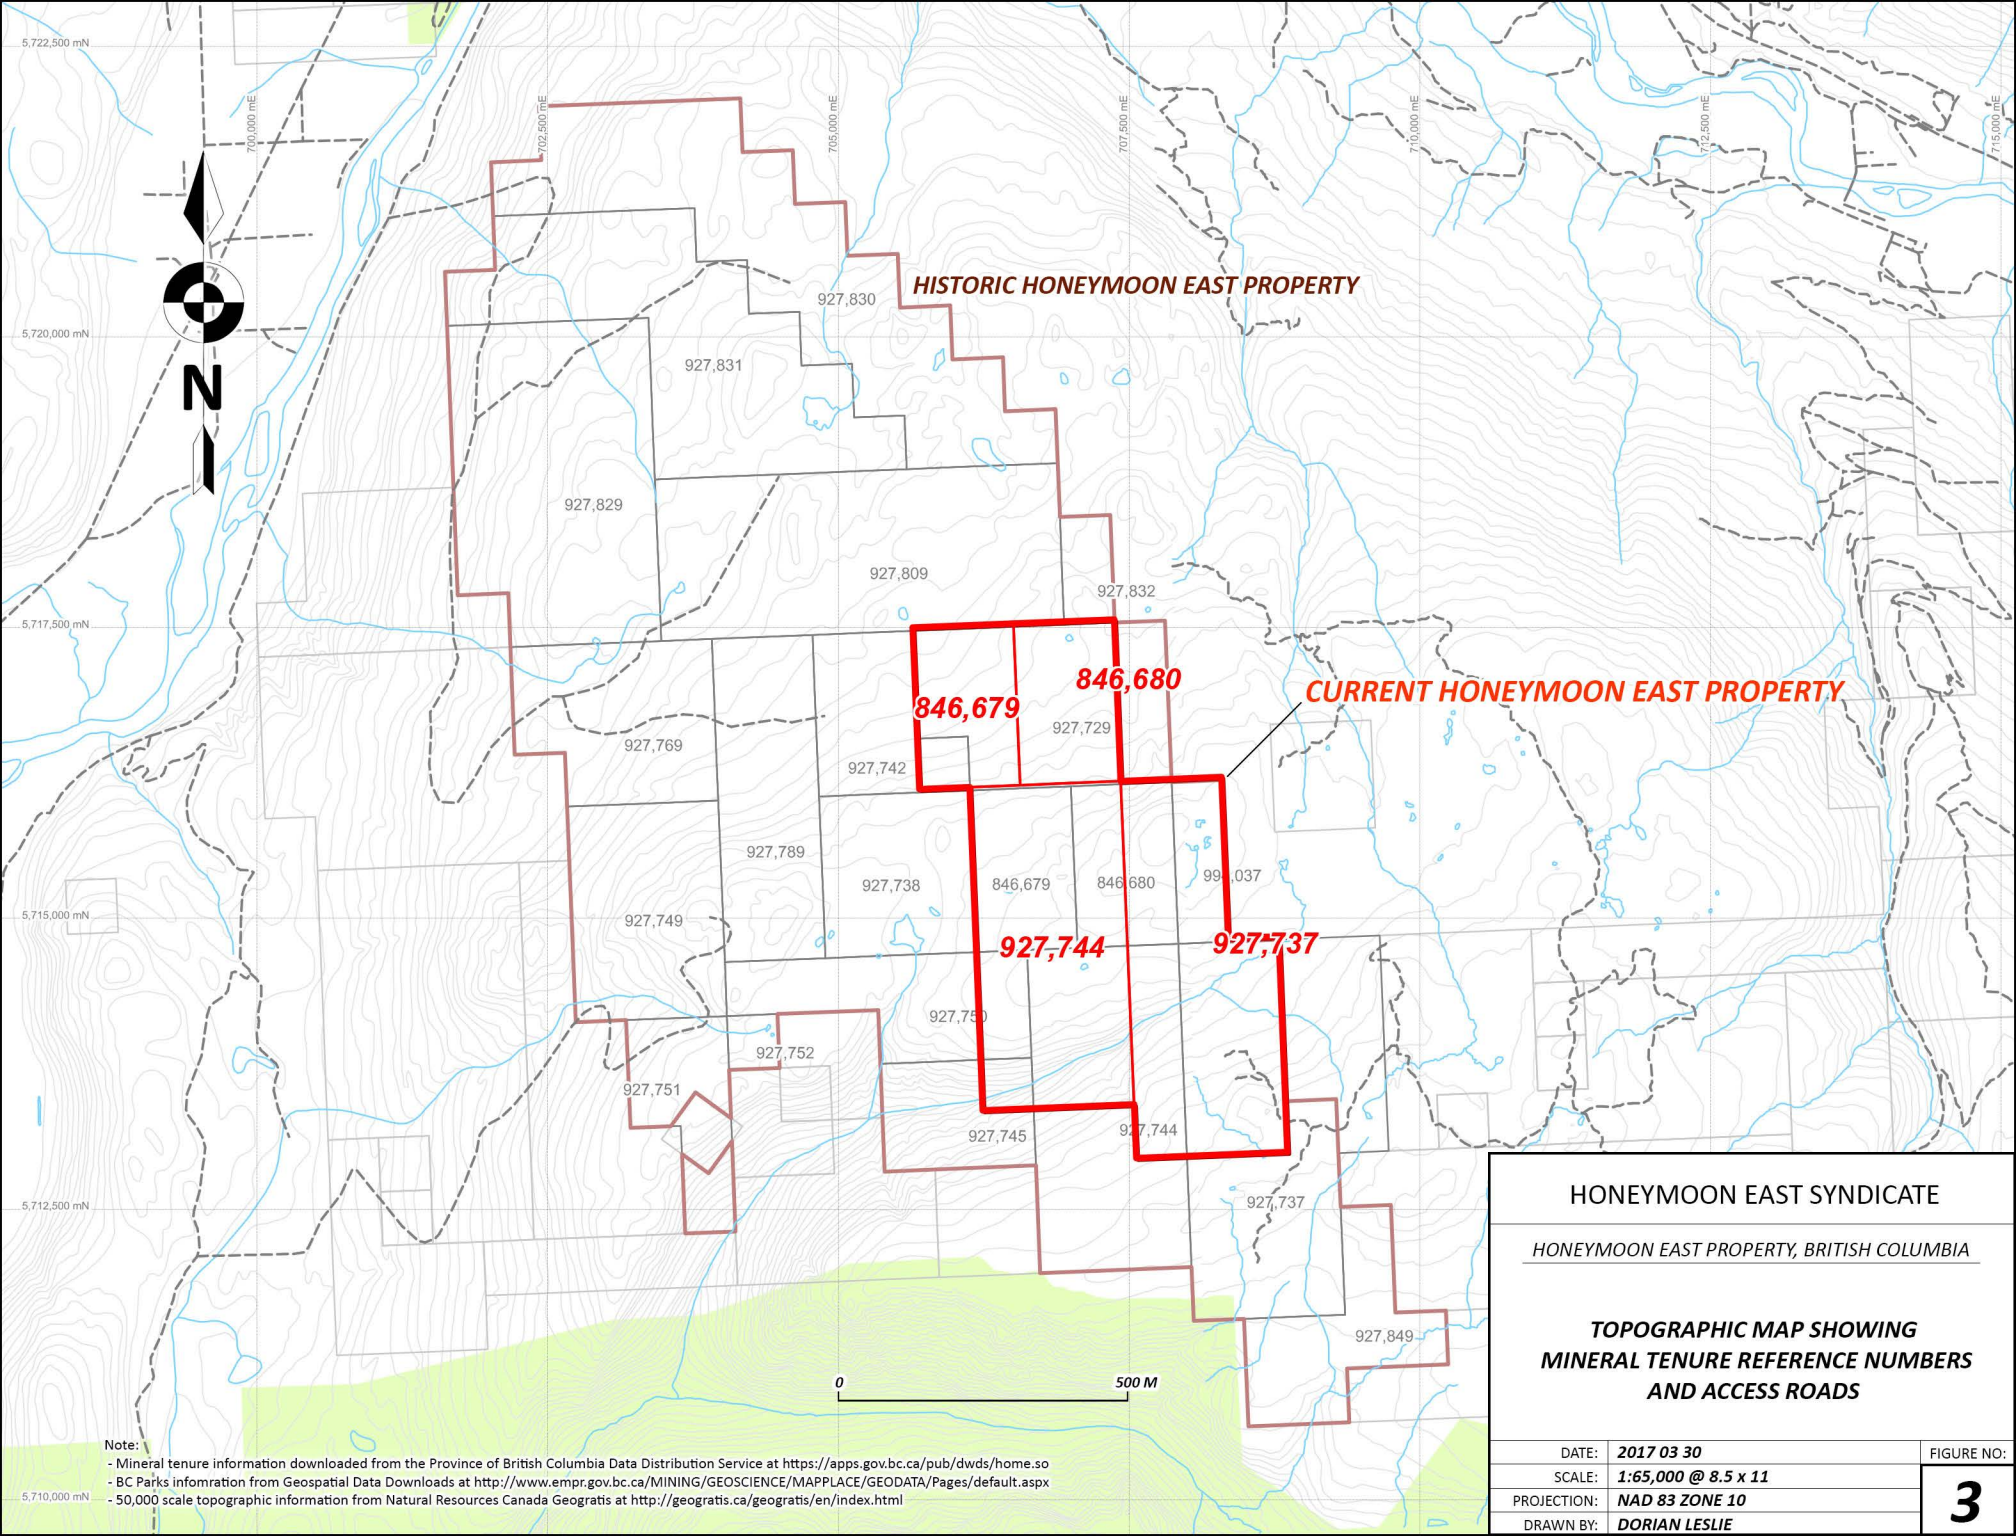 5,722,500 mN
700,000 mE
702,500 mE
705,000 mE
707,500 mE
710,000 mE
712,500 mE
715,000 mE
N
HISTORIC HONEYMOON EAST PROPERTY
927,830
5,720,000 mN
927,831
927,829
927,809
927,832
5,717,500 mN
846,680
CURRENT HONEYMOON EAST PROPERTY
846,679
927,729
927,769
927,742
927,789
927,738
846,679
846,680
994,037
5,715,000 mN
927,749
927,744
927,737
927,750
927,752
927,751
927,745
927,744
5,712,500 mN
927,737
927,849
0
500 M
5,710,000 mN
Note:
- Mineral tenure information downloaded from the Province of British Columbia Data Distribution Service at https://apps.gov.bc.ca/pub/dwds/home.so
- BC Parks infomration from Geospatial Data Downloads at http://www.empr.gov.bc.ca/MINING/GEOSCIENCE/MAPPLACE/GEODATA/Pages/default.aspx
- 50,000 scale topographic information from Natural Resources Canada Geogratis at http://geogratis.ca/geogratis/en/index.html
HONEYMOON EAST SYNDICATE
HONEYMOON EAST PROPERTY, BRITISH COLUMBIA
TOPOGRAPHIC MAP SHOWING
MINERAL TENURE REFERENCE NUMBERS
AND ACCESS ROADS
DATE: 2017 03 30
SCALE: 1:65,000 @ 8.5 x 11
PROJECTION: NAD 83 ZONE 10
DRAWN BY: DORIAN LESLIE
FIGURE NO:
3